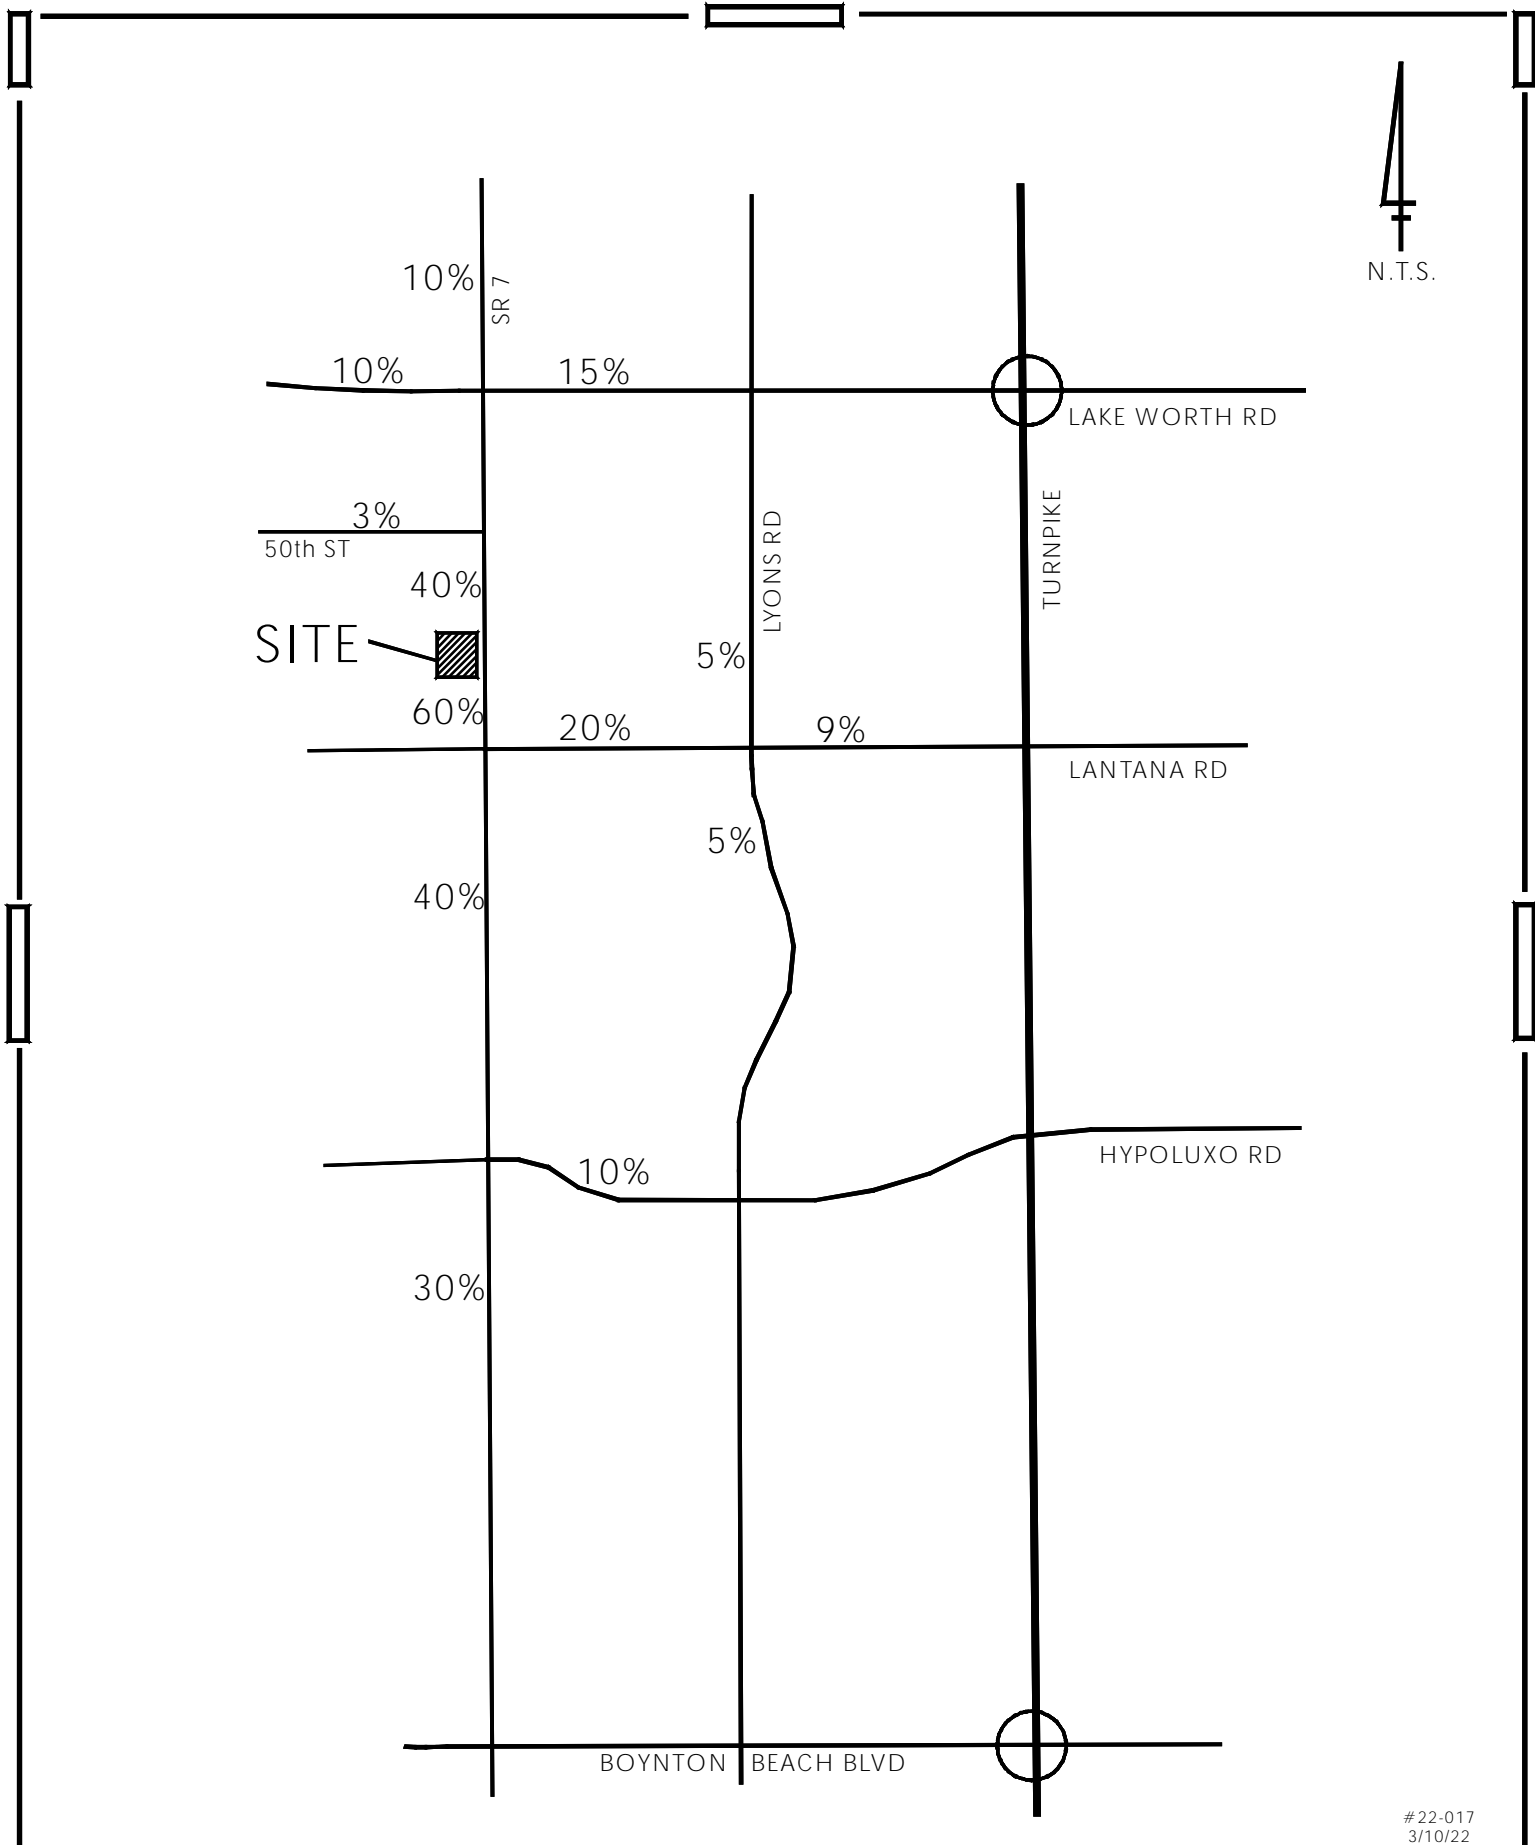 N.T.S.
10%
SR 7
10%
15%
LAKE WORTH RD
3%
50th ST
LYONS RD
TURNPIKE
40%
SITE
5%
60%
20%
9%
LANTANA RD
5%
40%
10%
HYPOLUXO RD
30%
BOYNTON BEACH BLVD
#22-017
3/10/22